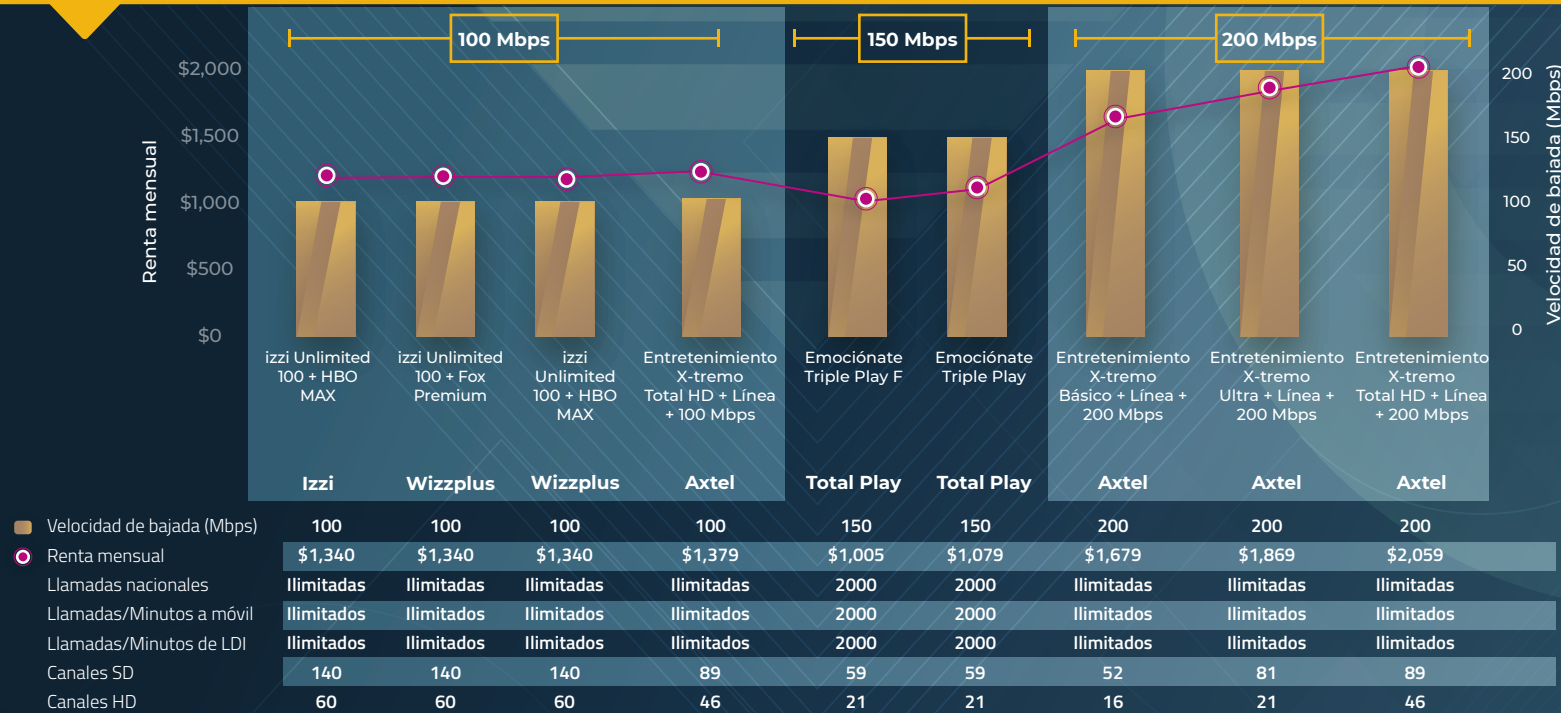 100 Mbps 150 Mbps 200 Mbps
$2,000
$1,500
$1,000
$500
$0
Renta mensual
200
150
100
50
0
Velocidad de bajada (Mbps)
izzi Unlimited
100 + HBO
MAX
izzi Unlimited
100 + Fox
Premium
izzi
Unlimited
100 + HBO
MAX
Entretenimiento
X-tremo
Total HD + Línea
+ 100 Mbps
Emociónate
Triple Play F
Emociónate
Triple Play
Entretenimiento
X-tremo
Básico + Línea +
200 Mbps
Entretenimiento
X-tremo
Ultra + Línea +
200 Mbps
Entretenimiento
X-tremo
Total HD + Línea
+ 200 Mbps
Izzi Wizzplus Wizzplus Axtel Total Play Total Play Axtel Axtel Axtel
Velocidad de bajada (Mbps) 100 100 100 100 150 150 200 200 200
Renta mensual $1,340 $1,340 $1,340 $1,379 $1,005 $1,079 $1,679 $1,869 $2,059
Llamadas nacionales Ilimitadas Ilimitadas Ilimitadas Ilimitadas 2000 2000 Ilimitadas Ilimitadas Ilimitadas
Llamadas/Minutos a móvil Ilimitados Ilimitados Ilimitados Ilimitados 2000 2000 Ilimitados Ilimitados Ilimitados
Llamadas/Minutos de LDI Ilimitados Ilimitados Ilimitados Ilimitados 2000 2000 Ilimitados Ilimitados Ilimitados
Canales SD 140 140 140 89 59 59 52 81 89
Canales HD 60 60 60 46 21 21 16 21 46